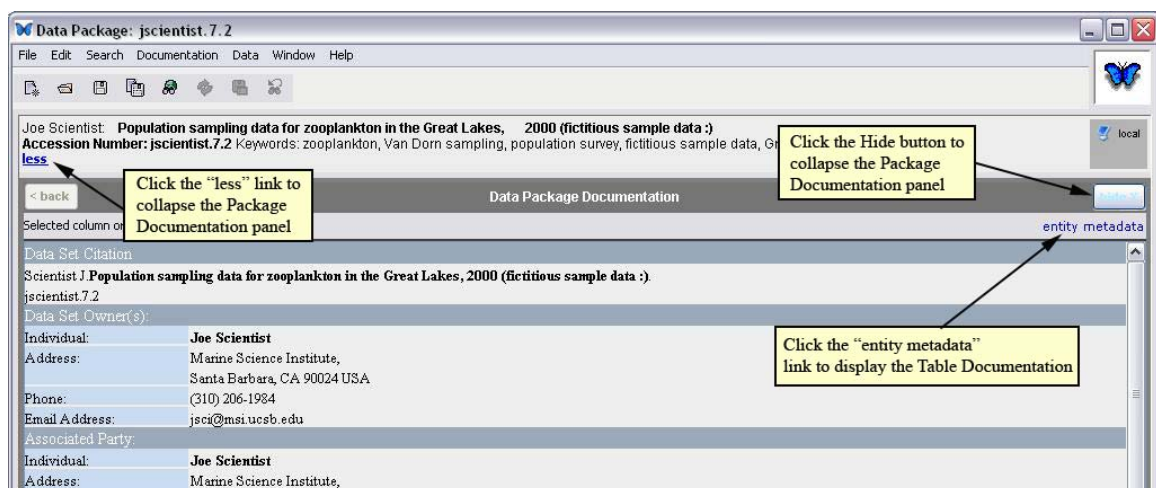 Data Package: jscientist.7.2
File Edit Search Documentation Data Window Help
Joe Scientist: Population sampling data for zooplankton in the Great Lakes, 2000 (fictitious sample data :)
Accession Number: jscientist.7.2 Keywords: zooplankton, Van Dorn sampling, population survey, fictitious sample data,
less
local
Click the Hide button to
collapse the Package
Documentation panel
Click the “less” link to
collapse the Package
Documentation panel
< back
Data Package Documentation
hide
Selected column
entity metadata
Data Set Citation
Scientist J.Population sampling data for zooplankton in the Great Lakes, 2000 (fictitious sample data :).
jscientist.7.2
Data Set Owner(s):
Individual: Joe Scientist
Address: Marine Science Institute,
Santa Barbara, CA 90024 USA
Phone: (310) 206-1984
Email Address: jsci@msi.ucsb.edu
Click the “entity metadata”
link to display the Table Documentation
Associated Party:
Individual: Joe Scientist
Address: Marine Science Institute,